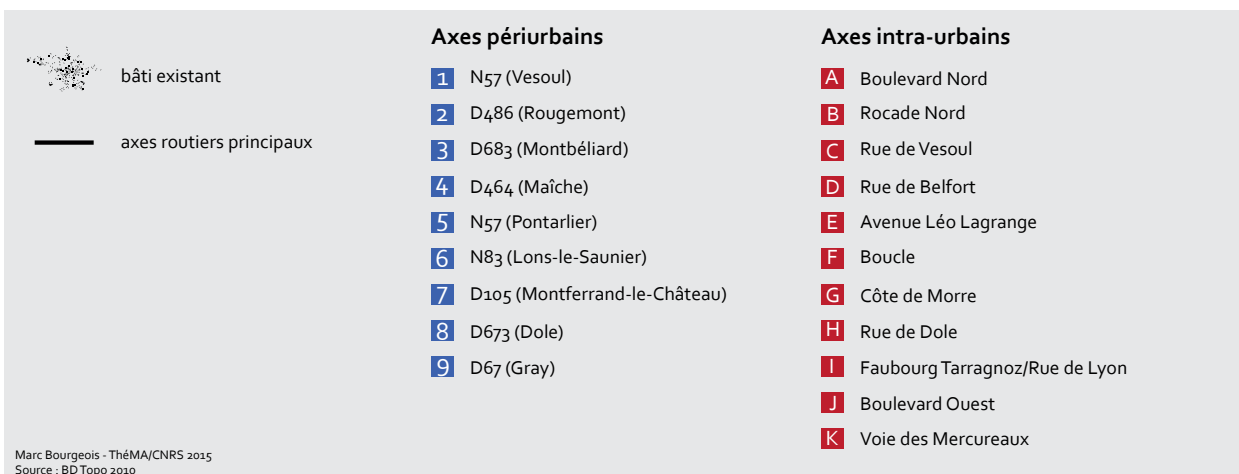 bâti existant
axes routiers principaux
Axes périurbains
1 N57 (Vesoul)
2 D486 (Rougemont)
3 D683 (Montbéliard)
4 D464 (Maîche)
5 N57 (Pontarlier)
6 N83 (Lons-le-Saunier)
7 D105 (Montferrand-le-Château)
8 D673 (Dole)
9 D67 (Gray)
Axes intra-urbains
A Boulevard Nord
B Rocade Nord
C Rue de Vesoul
D Rue de Belfort
E Avenue Léo Lagrange
F Boucle
G Côte de Morre
H Rue de Dole
I Faubourg Tarragnoz/Rue de Lyon
J Boulevard Ouest
K Voie des Mercureaux
Marc Bourgeois - ThéMA/CNRS 2015
Source : BD Topo 2010